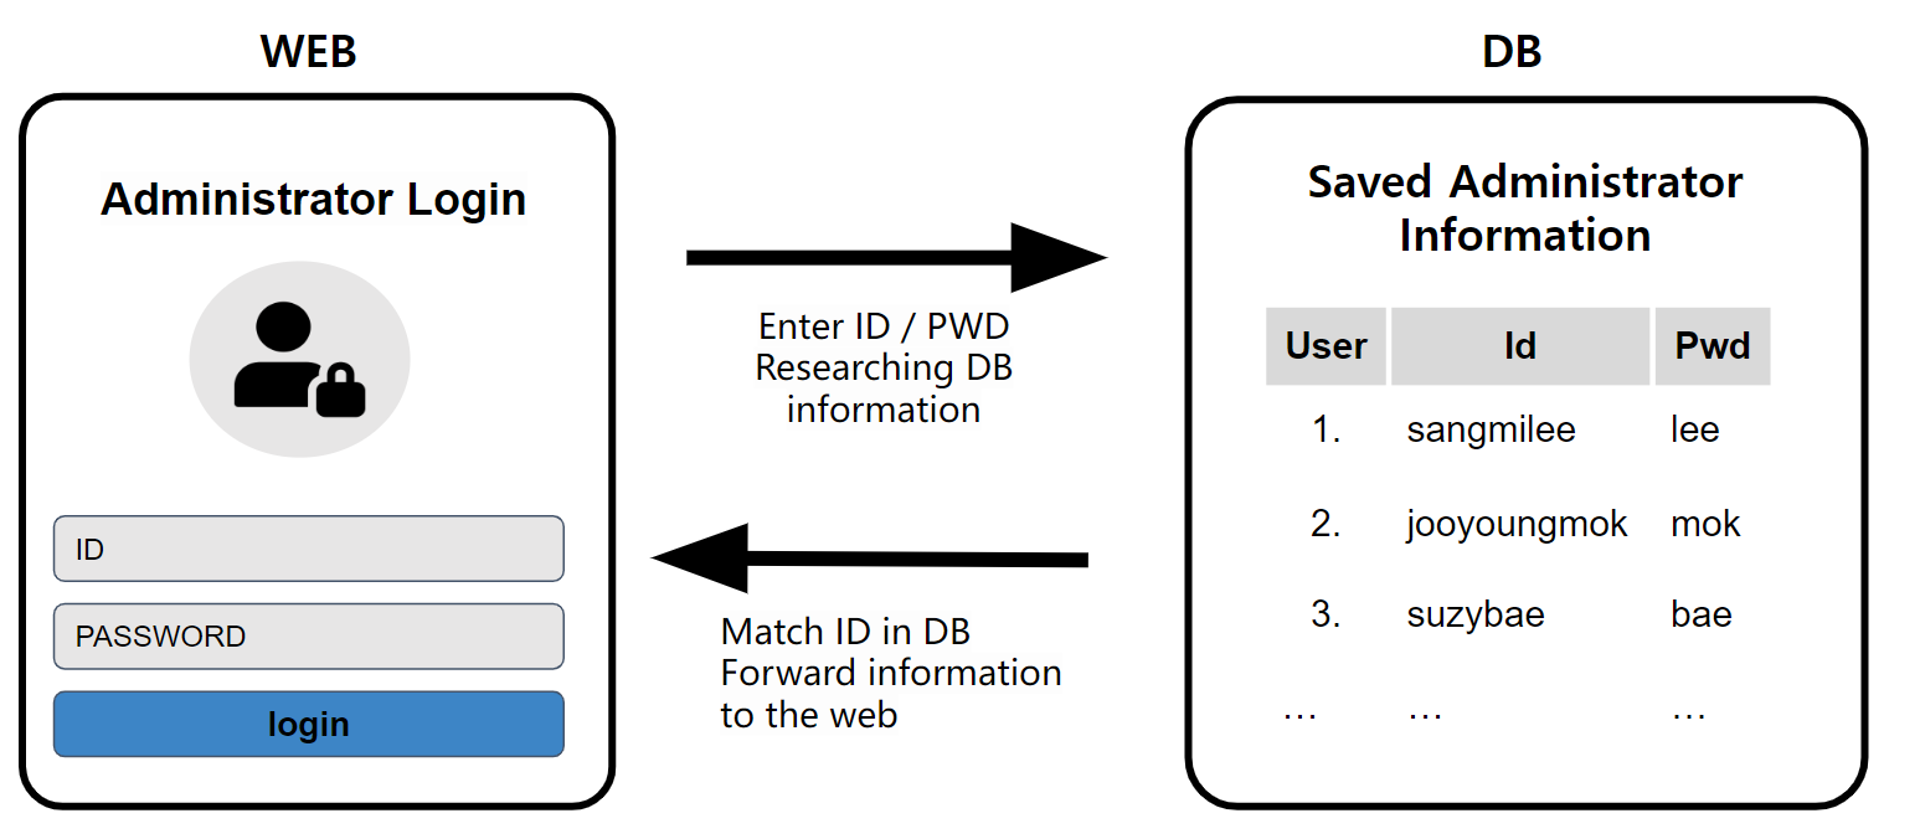 WEB
Administrator Login
ID
PASSWORD
login
Enter ID / PWD
Researching DB
information
Match ID in DB
Forward information
to the web
DB
Saved Administrator
Information
User Id Pwd
1. sangmilee lee
2. jooyoungmok mok
3. suzybae bae
... ... ...